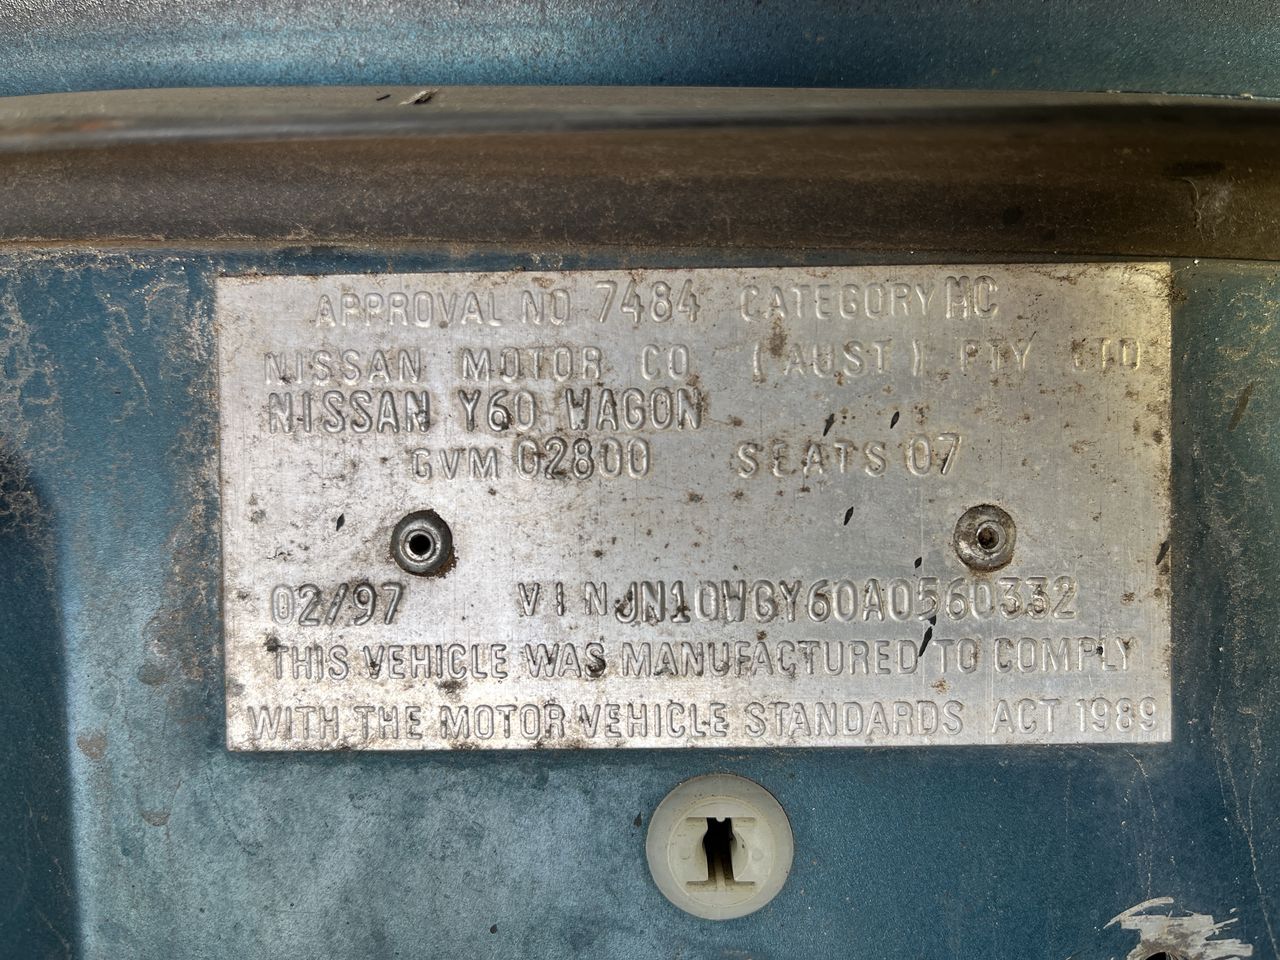 APPROVAL NO 7484 CATEGORY MC
NISSAN MOTOR CO (AUST) PTY LTD
NISSAN Y60 WAGON
GVM 02800 SEATS 07
02/97 VIN JN10WGY60A0560332
THIS VEHICLE WAS MANUFACTURED TO COMPLY
WITH THE MOTOR VEHICLE STANDARDS ACT 1989